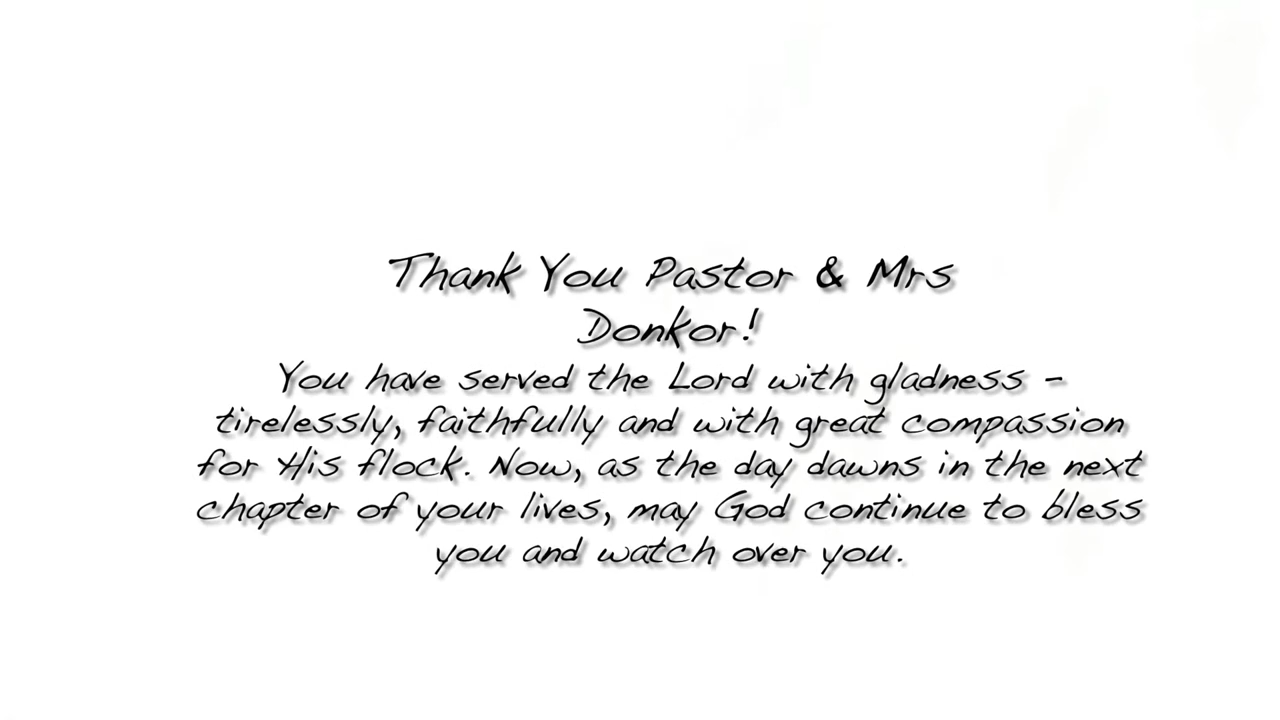 Thank You Pastor & Mrs
Donkor!
You have served the Lord with gladness -
tirelessly, faithfully and with great compassion
for His flock. Now, as the day dawns in the next
chapter of your lives, may God continue to bless
you and watch over you.